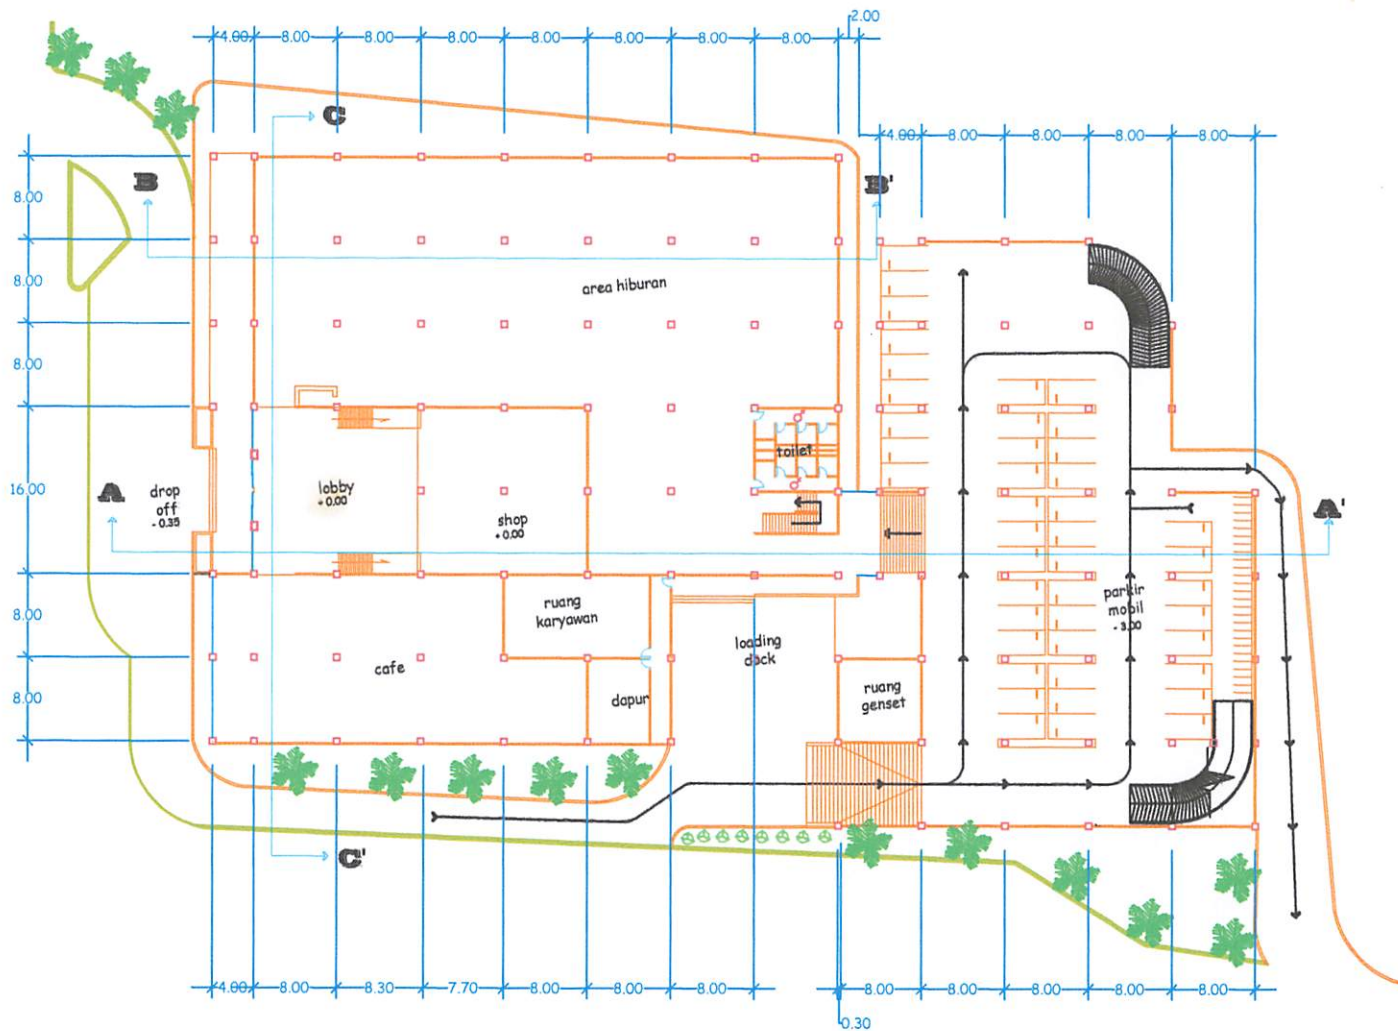 2.00
4.00 8.00 8.00 8.00 8.00 8.00 8.00 8.00
C
4.00 8.00 8.00 8.00 8.00
B
B'
8.00
8.00
area hiburan
8.00
toilet
16.00
A
drop
off
- 0.35
lobby
+ 0.00
shop
+ 0.00
A'
parkir
mobil
- 3.00
8.00
ruang
karyawan
loading
dock
cafe
dapur
ruang
genset
8.00
C'
4.00 8.00 8.30 7.70 8.00 8.00 8.00
8.00 8.00 8.00 8.00 8.00
0.30